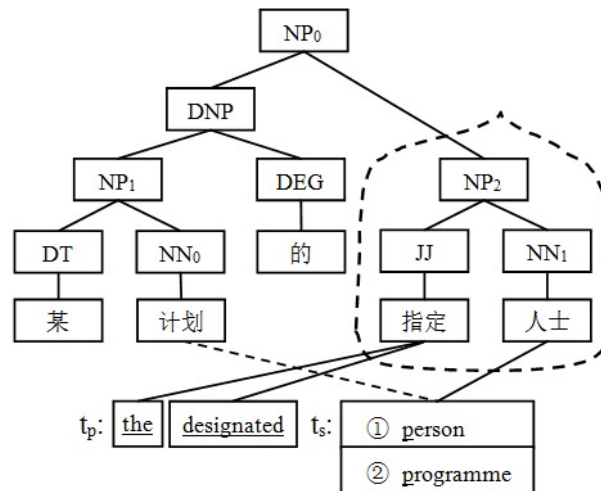 NP₀
DNP
NP₁ DEG NP₂
DT NN₀ 的 JJ NN₁
某 计划 指定 人士
tₚ: the designated tₛ: ① person
② programme